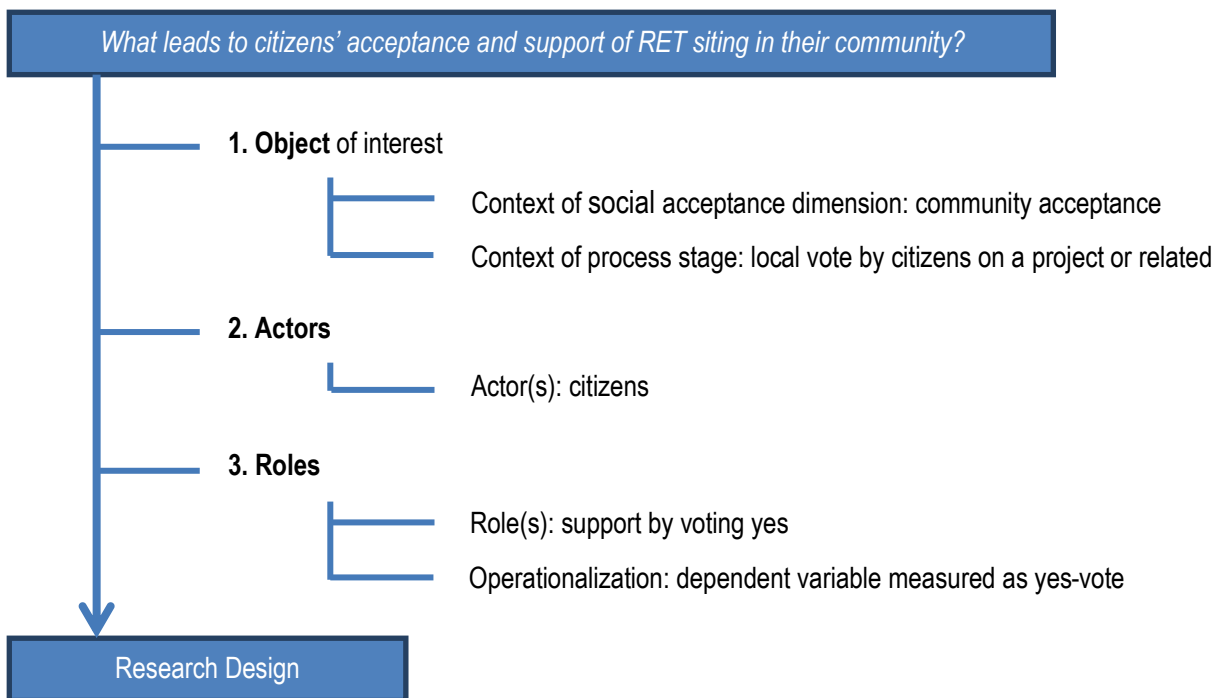 What leads to citizens’ acceptance and support of RET siting in their community?
1. Object of interest
Context of social acceptance dimension: community acceptance
Context of process stage: local vote by citizens on a project or related
2. Actors
Actor(s): citizens
3. Roles
Role(s): support by voting yes
Operationalization: dependent variable measured as yes-vote
Research Design